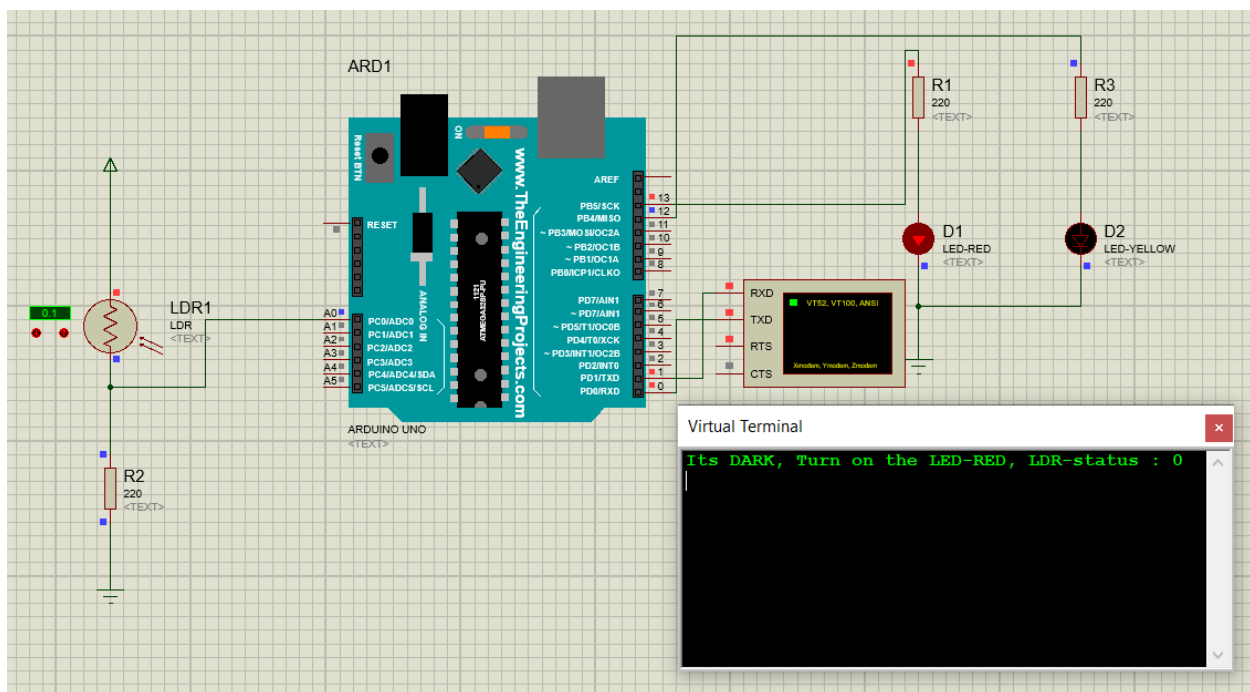 ARD1
Reset BTN
ON
www.TheEngineeringProjects.com
RESET
ANALOG IN
1121
ATMEGA328P-PU
AREF
PB5/SCK
PB4/MISO
~ PB3/MOSI/OC2A
~ PB2/OC1B
~ PB1/OC1A
PB0/ICP1/CLKO
PD7/AIN1
~ PD7/AIN1
~ PD5/T1/OC0B
PD4/T0/XCK
~ PD3/INT1/OC2B
PD2/INT0
PD1/TXD
PD0/RXD
13
12
11
10
9
8
7
6
5
4
3
2
1
0
A0
A1
A2
A3
A4
A5
PC0/ADC0
PC1/ADC1
PC2/ADC2
PC3/ADC3
PC4/ADC4/SDA
PC5/ADC5/SCL
ARDUINO UNO
<TEXT>
0.1
LDR1
LDR
<TEXT>
R2
220
<TEXT>
R1
220
<TEXT>
R3
220
<TEXT>
D1
LED-RED
<TEXT>
D2
LED-YELLOW
<TEXT>
RXD
TXD
RTS
CTS
VT52, VT100, ANSI
Xmodem, Ymodem, Zmodem
Virtual Terminal
Its DARK, Turn on the LED-RED, LDR-status : 0